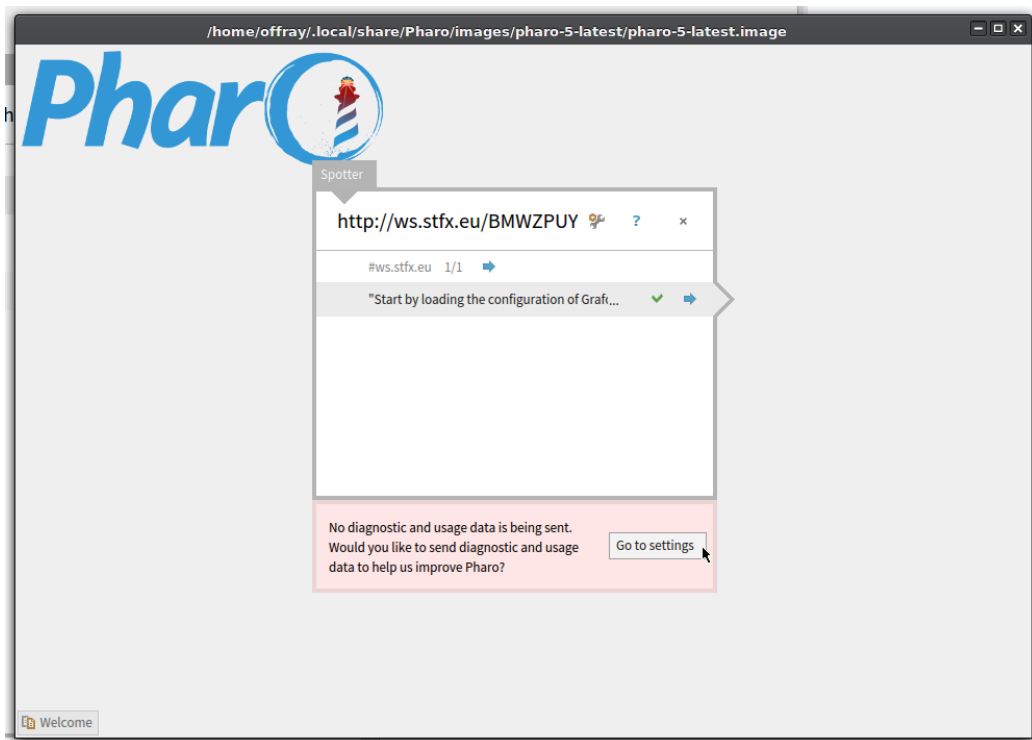 /home/offray/.local/share/Pharo/images/pharo-5-latest/pharo-5-latest.image
Pharo
h
Spotter
http://ws.stfx.eu/BMWZPUY ? ×
#ws.stfx.eu 1/1
"Start by loading the configuration of Grafc...
No diagnostic and usage data is being sent.
Would you like to send diagnostic and usage
data to help us improve Pharo?
Go to settings
Welcome